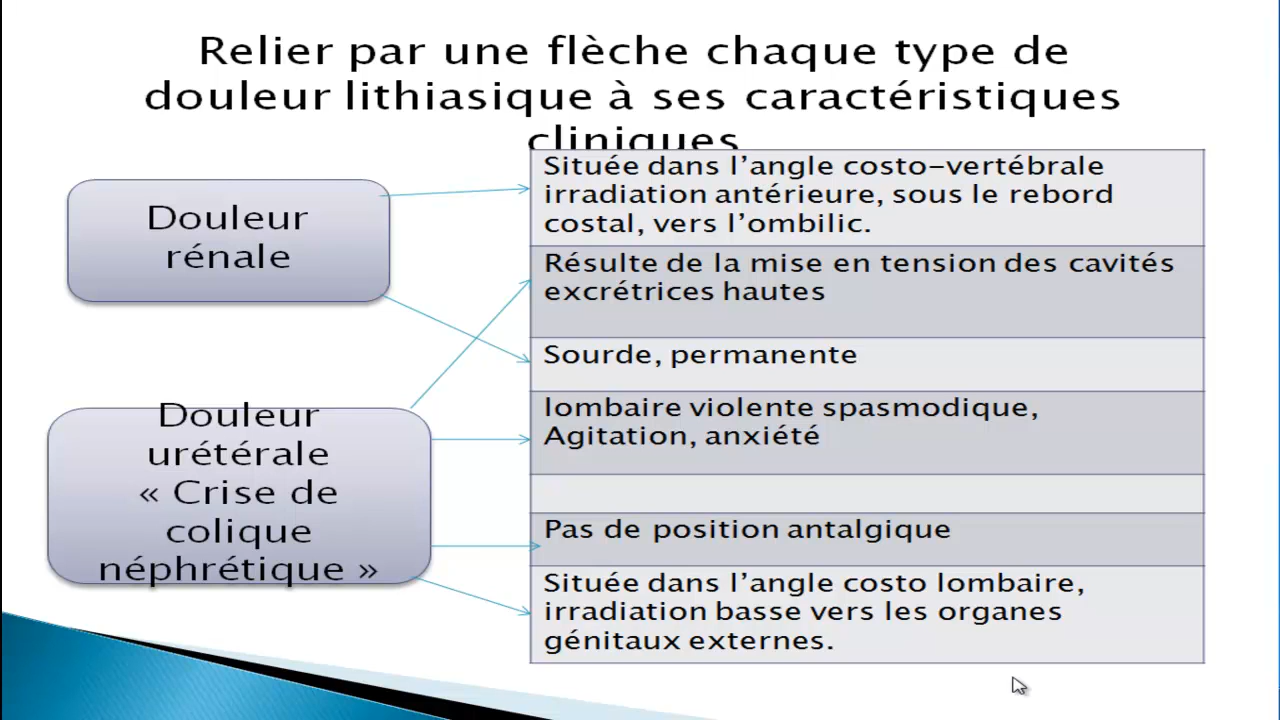 Relier par une flèche chaque type de
douleur lithiasique à ses caractéristiques
cliniques
Douleur
rénale
Douleur
urétérale
« Crise de
colique
néphrétique »
Située dans l’angle costo-vertébrale
irradiation antérieure, sous le rebord
costal, vers l’ombilic.
Résulte de la mise en tension des cavités
excrétrices hautes
Sourde, permanente
lombaire violente spasmodique,
Agitation, anxiété
Pas de position antalgique
Située dans l’angle costo lombaire,
irradiation basse vers les organes
génitaux externes.